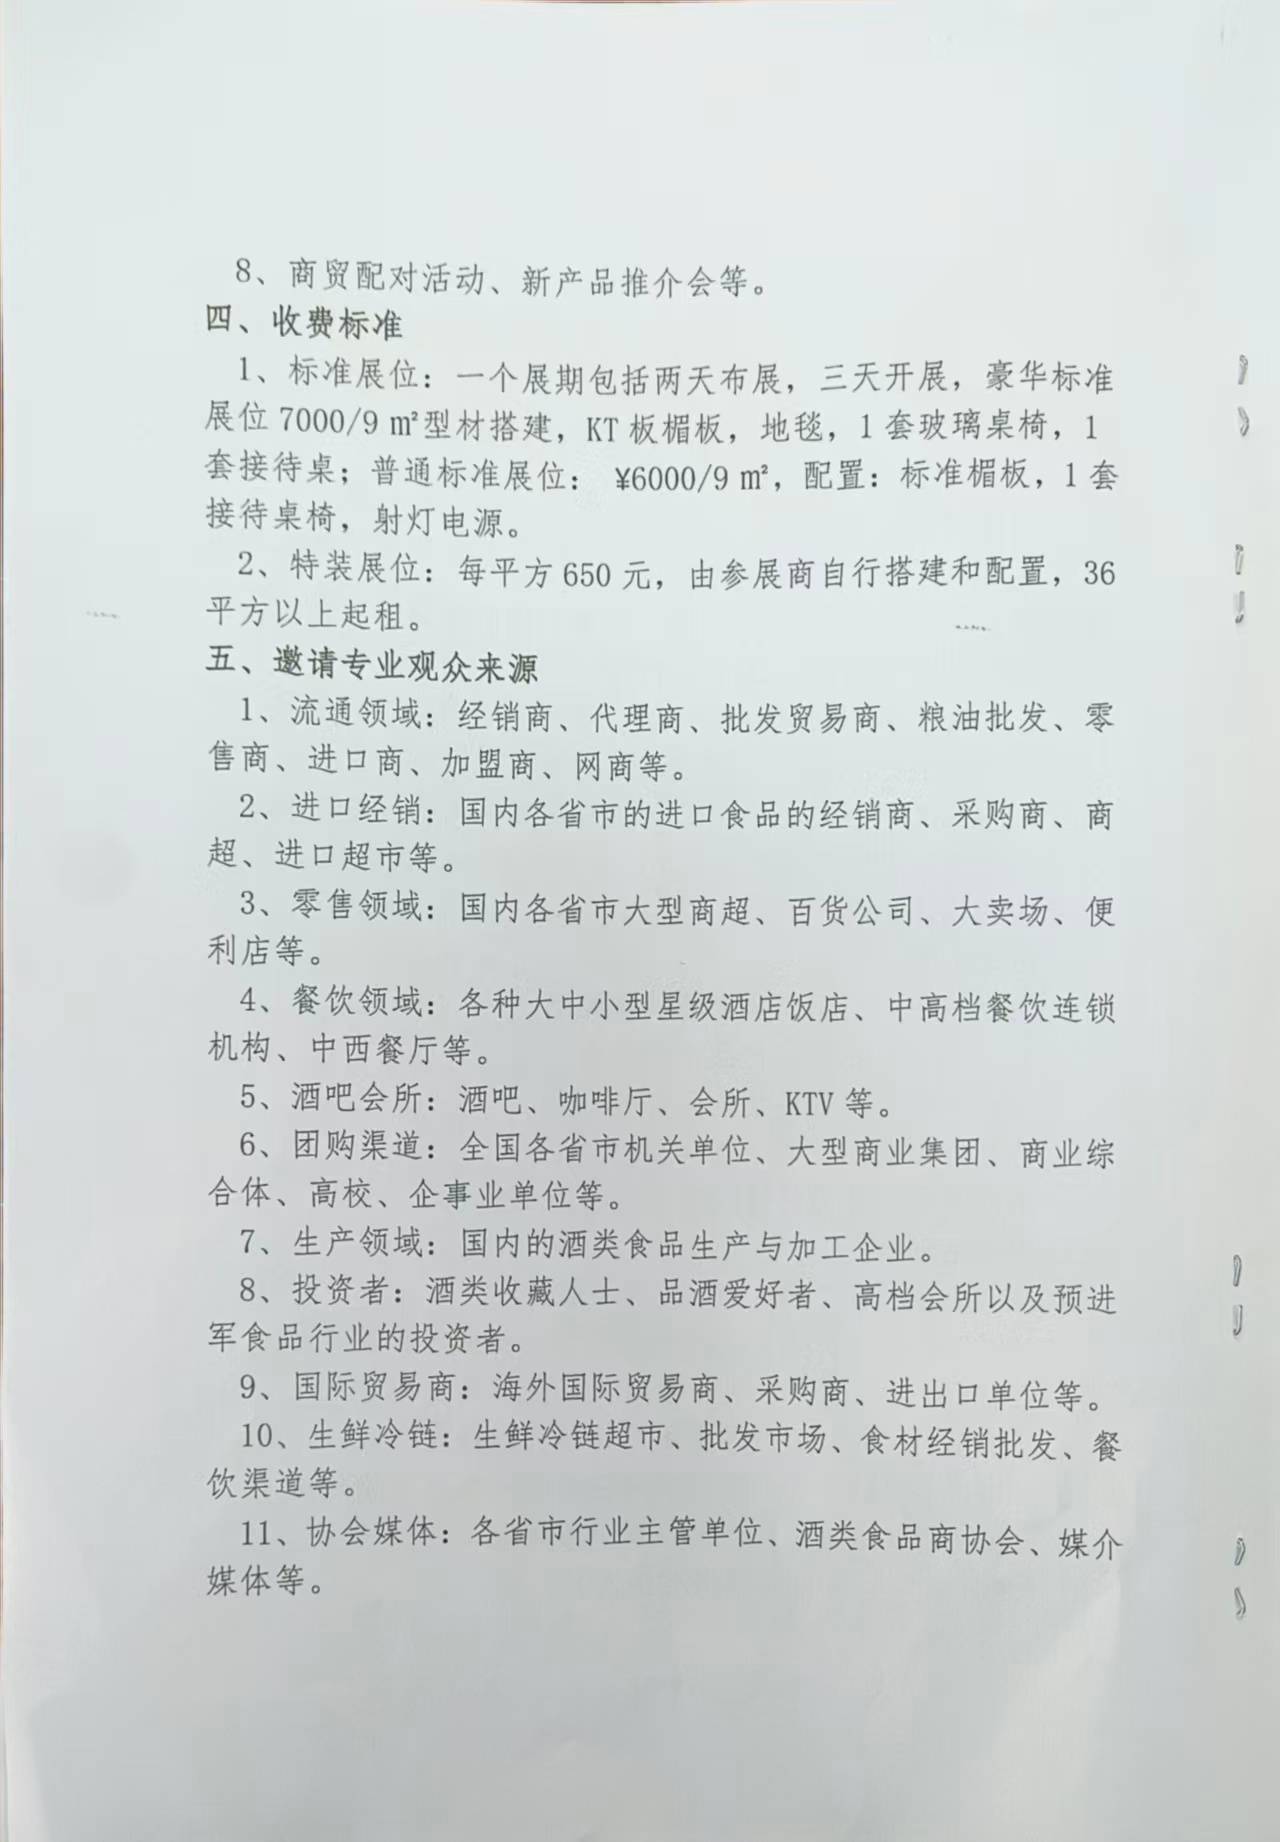 8、商贸配对活动、新产品推介会等。
四、收费标准
1、标准展位：一个展期包括两天布展，三天开展，豪华标准
展位 7000/9 ㎡型材搭建，KT 板楣板，地毯，1 套玻璃桌椅，1
套接待桌；普通标准展位： ¥6000/9 ㎡，配置：标准楣板，1 套
接待桌椅，射灯电源。
2、特装展位：每平方 650 元，由参展商自行搭建和配置，36
平方以上起租。
五、邀请专业观众来源
1、流通领域：经销商、代理商、批发贸易商、粮油批发、零
售商、进口商、加盟商、网商等。
2、进口经销：国内各省市的进口食品的经销商、采购商、商
超、进口超市等。
3、零售领域：国内各省市大型商超、百货公司、大卖场、便
利店等。
4、餐饮领域：各种大中小型星级酒店饭店、中高档餐饮连锁
机构、中西餐厅等。
5、酒吧会所：酒吧、咖啡厅、会所、KTV 等。
6、团购渠道：全国各省市机关单位、大型商业集团、商业综
合体、高校、企事业单位等。
7、生产领域：国内的酒类食品生产与加工企业。
8、投资者：酒类收藏人士、品酒爱好者、高档会所以及预进
军食品行业的投资者。
9、国际贸易商：海外国际贸易商、采购商、进出口单位等。
10、生鲜冷链：生鲜冷链超市、批发市场、食材经销批发、餐
饮渠道等。
11、协会媒体：各省市行业主管单位、酒类食品商协会、媒介
媒体等。